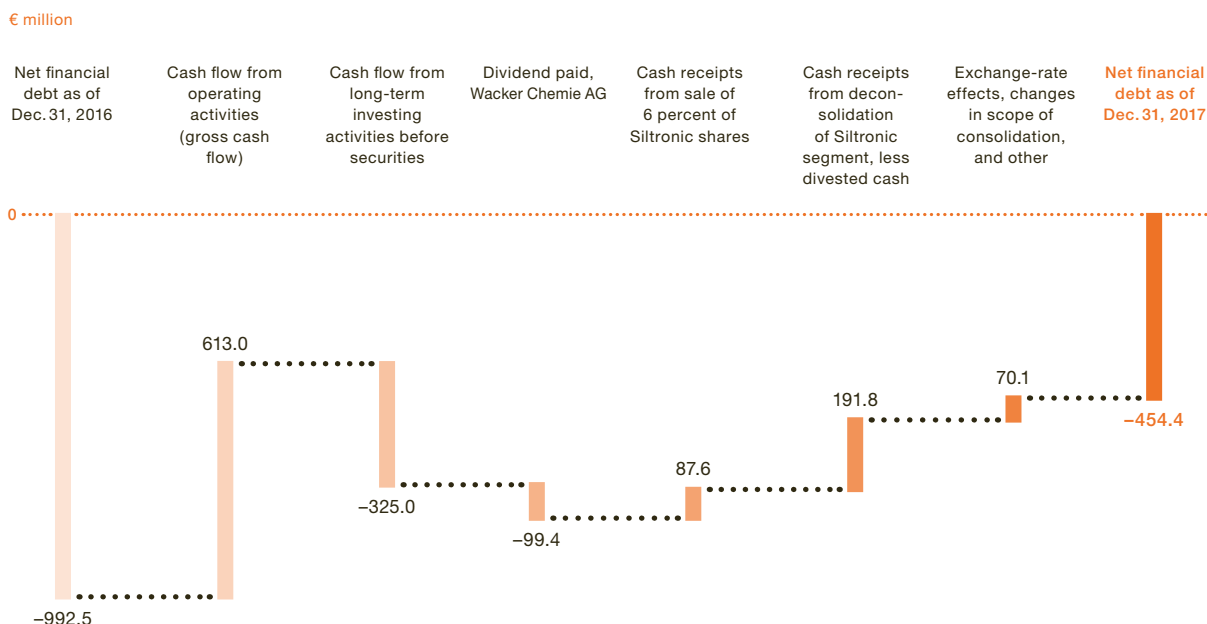 € million
Net financial
debt as of
Dec. 31, 2016
Cash flow from
operating
activities
(gross cash
flow)
Cash flow from
long-term
investing
activities before
securities
Dividend paid,
Wacker Chemie AG
Cash receipts
from sale of
6 percent of
Siltronic shares
Cash receipts
from decon-
solidation
of Siltronic
segment, less
divested cash
Exchange-rate
effects, changes
in scope of
consolidation,
and other
Net financial
debt as of
Dec. 31, 2017
0
–992.5
613.0
–325.0
–99.4
87.6
191.8
70.1
–454.4